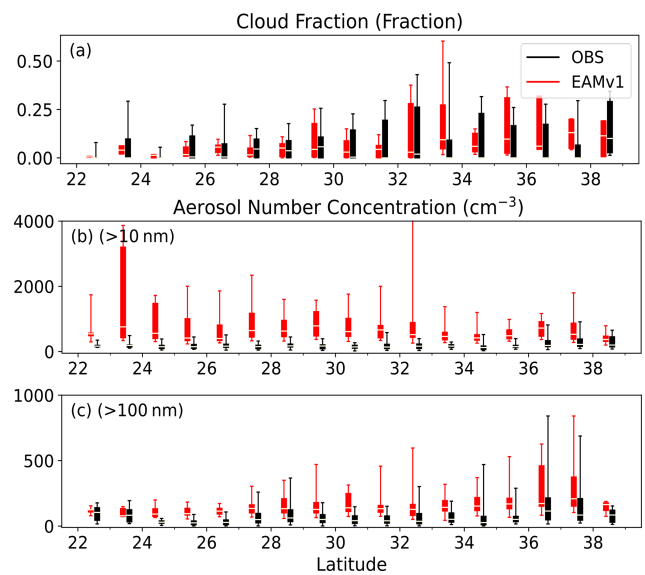 Cloud Fraction (Fraction)
(a)
OBS
EAMv1
0.50
0.25
0.00
22 24 26 28 30 32 34 36 38
Aerosol Number Concentration (cm⁻³)
(b) (>10 nm)
4000
2000
0
22 24 26 28 30 32 34 36 38
(c) (>100 nm)
1000
500
0
22 24 26 28 30 32 34 36 38
Latitude